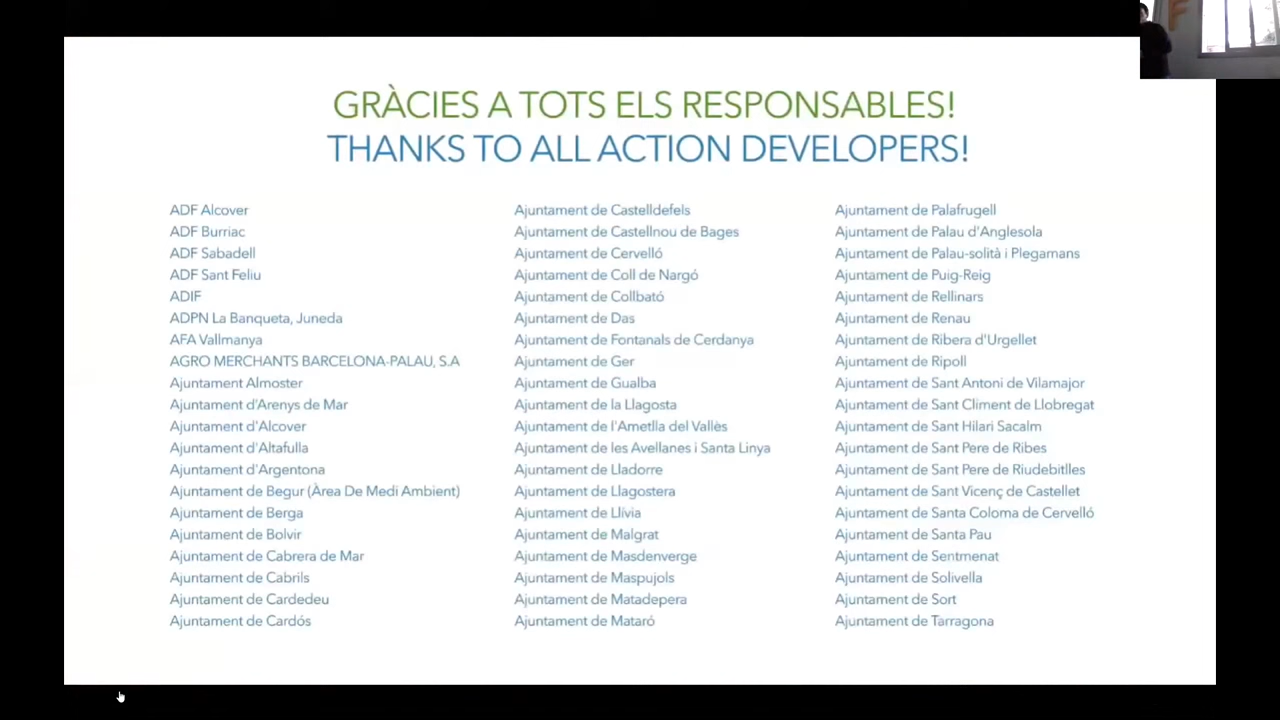 GRÀCIES A TOTS ELS RESPONSABLES!
THANKS TO ALL ACTION DEVELOPERS!
ADF Alcover
ADF Burriac
ADF Sabadell
ADF Sant Feliu
ADIF
ADPN La Banqueta, Juneda
AFA Vallmanya
AGRO MERCHANTS BARCELONA-PALAU, S.A
Ajuntament Almoster
Ajuntament d'Arenys de Mar
Ajuntament d'Alcover
Ajuntament d'Altafulla
Ajuntament d'Argentona
Ajuntament de Begur (Àrea De Medi Ambient)
Ajuntament de Berga
Ajuntament de Bolvir
Ajuntament de Cabrera de Mar
Ajuntament de Cabrils
Ajuntament de Cardedeu
Ajuntament de Cardós
Ajuntament de Castelldefels
Ajuntament de Castellnou de Bages
Ajuntament de Cervelló
Ajuntament de Coll de Nargó
Ajuntament de Collbató
Ajuntament de Das
Ajuntament de Fontanals de Cerdanya
Ajuntament de Ger
Ajuntament de Gualba
Ajuntament de la Llagosta
Ajuntament de l'Ametlla del Vallès
Ajuntament de les Avellanes i Santa Linya
Ajuntament de Lladorre
Ajuntament de Llagostera
Ajuntament de Llívia
Ajuntament de Malgrat
Ajuntament de Masdenverge
Ajuntament de Maspujols
Ajuntament de Matadepera
Ajuntament de Mataró
Ajuntament de Palafrugell
Ajuntament de Palau d'Anglesola
Ajuntament de Palau-solità i Plegamans
Ajuntament de Puig-Reig
Ajuntament de Rellinars
Ajuntament de Renau
Ajuntament de Ribera d'Urgellet
Ajuntament de Ripoll
Ajuntament de Sant Antoni de Vilamajor
Ajuntament de Sant Climent de Llobregat
Ajuntament de Sant Hilari Sacalm
Ajuntament de Sant Pere de Ribes
Ajuntament de Sant Pere de Riudebitlles
Ajuntament de Sant Vicenç de Castellet
Ajuntament de Santa Coloma de Cervelló
Ajuntament de Santa Pau
Ajuntament de Sentmenat
Ajuntament de Solivella
Ajuntament de Sort
Ajuntament de Tarragona